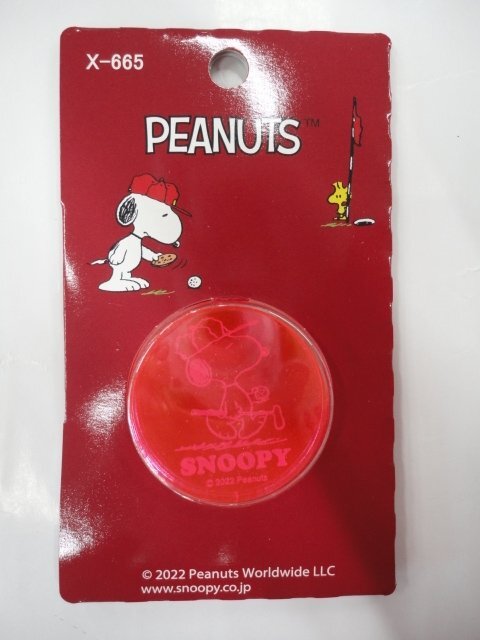 X-665
PEANUTS™
SNOOPY
© 2022 Peanuts
© 2022 Peanuts Worldwide LLC
www.snoopy.co.jp